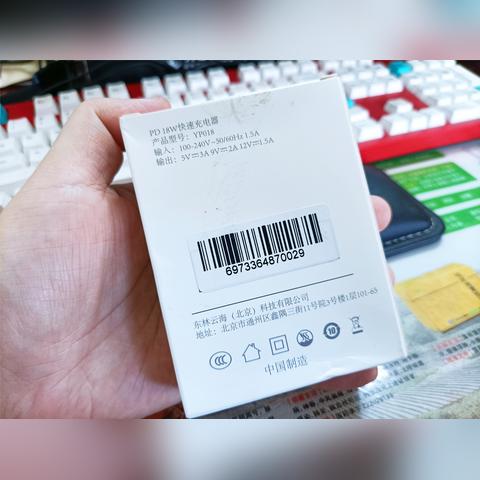 PD 18W快速充电器
产品型号：YP018
输入：100-240V~50/60Hz 1.5A
输出：5V⎓3A 9V⎓2A 12V⎓1.5A
6973364870029
东林云海（北京）科技有限公司
地址：北京市通州区鑫隅三街11号院3号楼1层101-65
中国制造